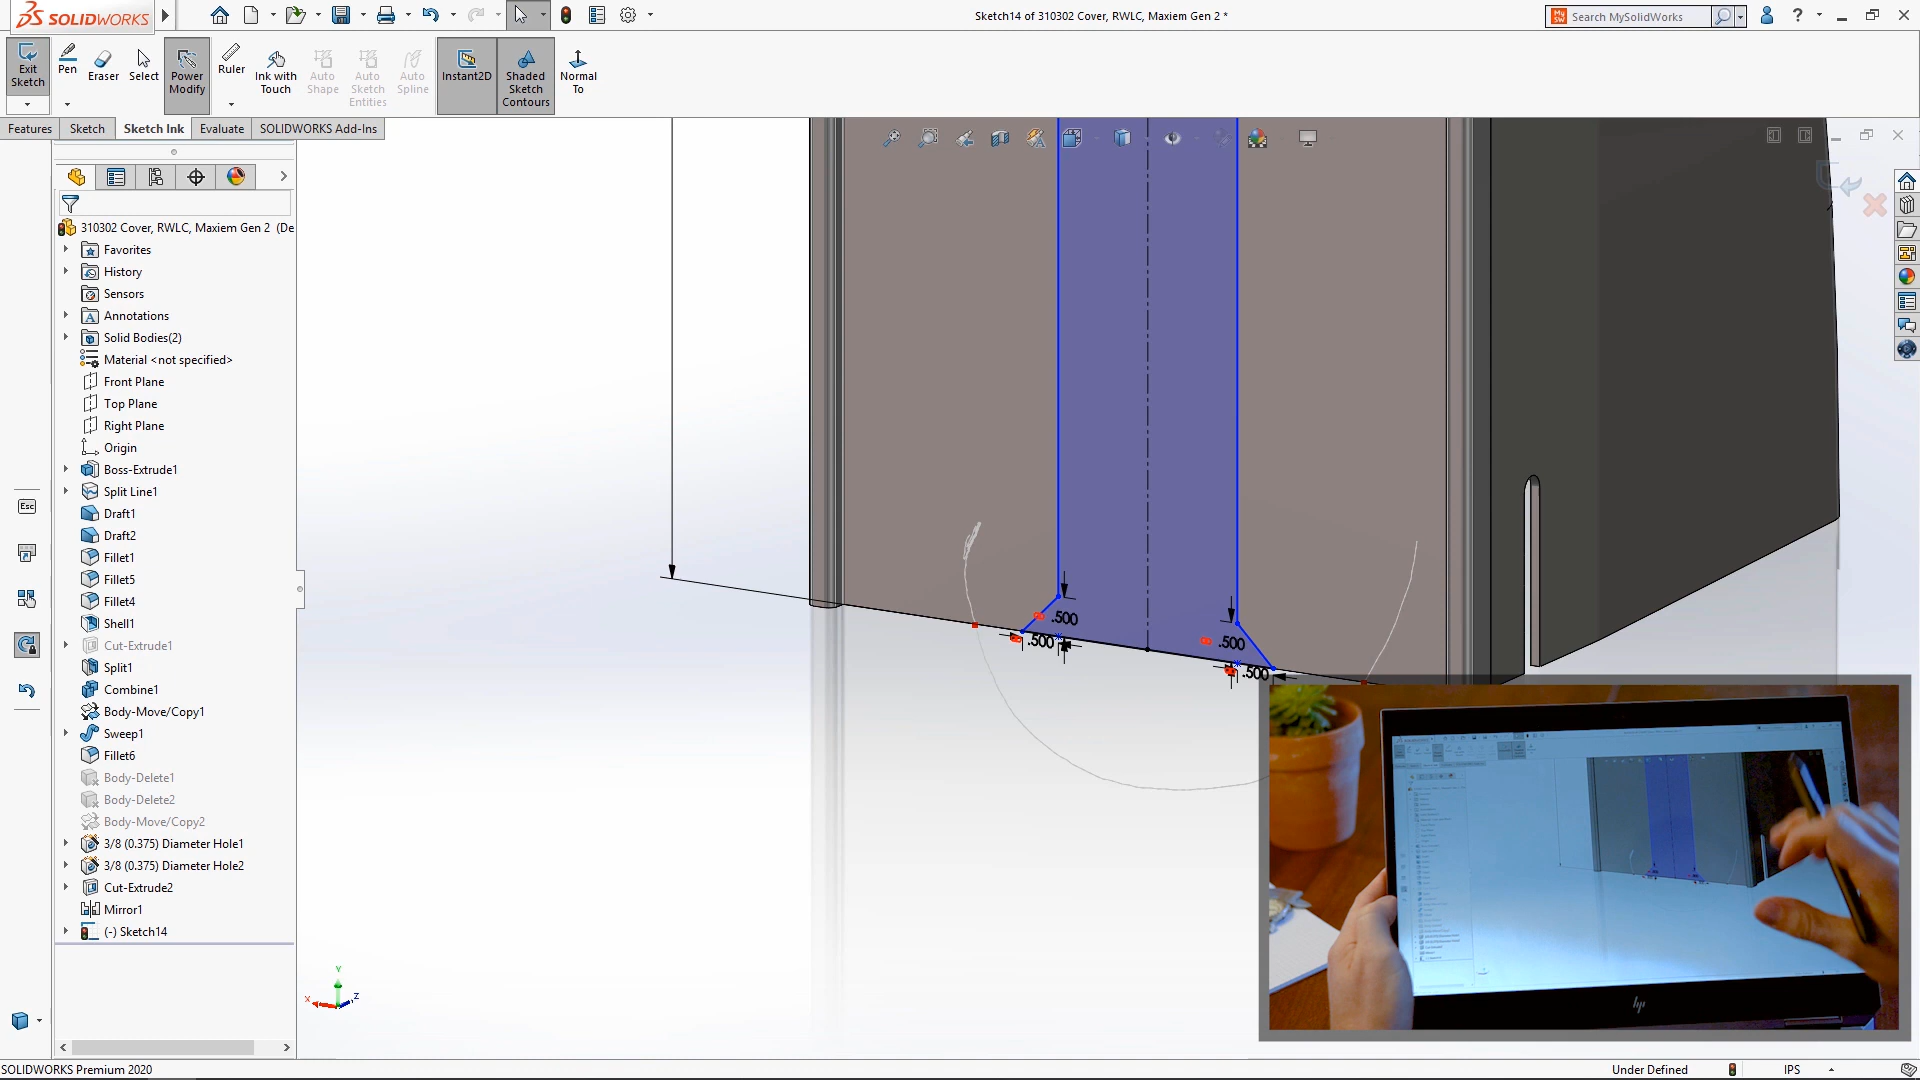 SOLIDWORKS
Sketch14 of 310302 Cover, RWLC, Maxiem Gen 2 *
Search MySolidWorks
Exit Sketch
Pen
Eraser
Select
Power Modify
Ruler
Ink with Touch
Auto Shape
Auto Sketch Entities
Auto Spline
Instant2D
Shaded Sketch Contours
Normal To
Features
Sketch
Sketch Ink
Evaluate
SOLIDWORKS Add-Ins
310302 Cover, RWLC, Maxiem Gen 2 (De
Favorites
History
Sensors
Annotations
Solid Bodies(2)
Material <not specified>
Front Plane
Top Plane
Right Plane
Origin
Boss-Extrude1
Split Line1
Draft1
Draft2
Fillet1
Fillet5
Fillet4
Shell1
Cut-Extrude1
Split1
Combine1
Body-Move/Copy1
Sweep1
Fillet6
Body-Delete1
Body-Delete2
Body-Move/Copy2
3/8 (0.375) Diameter Hole1
3/8 (0.375) Diameter Hole2
Cut-Extrude2
Mirror1
(-) Sketch14
Esc
.500
.500
.500
.500
Y
X
Z
hp
SOLIDWORKS Premium 2020
Under Defined
IPS